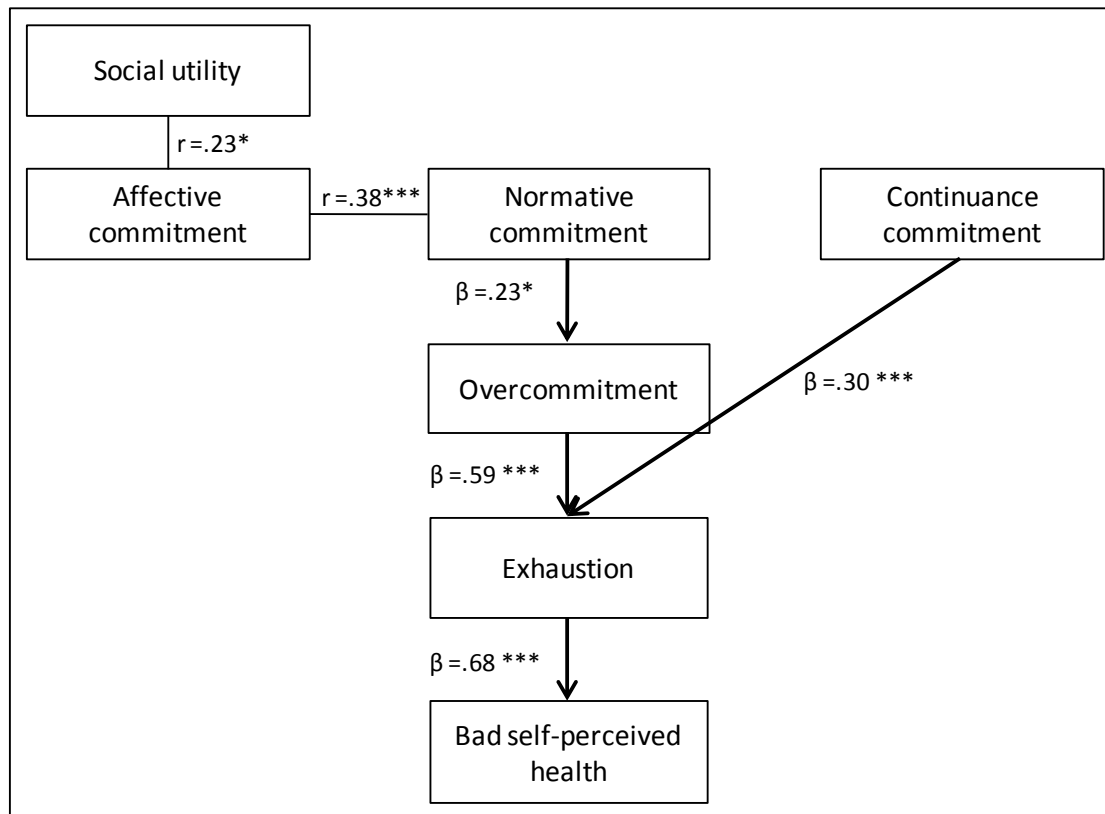 Social utility
r =.23*
Affective
commitment
r =.38***
Normative
commitment
Continuance
commitment
β =.23*
Overcommitment
β =.30 ***
β =.59 ***
Exhaustion
β =.68 ***
Bad self-perceived
health